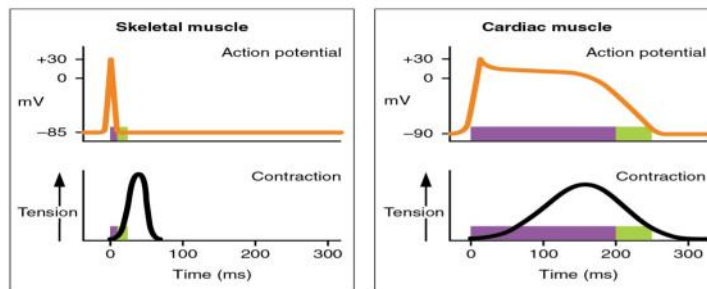 Skeletal muscle
Action potential
+30
0
mV
–85
Contraction
Tension
0
100
200
300
Time (ms)
Cardiac muscle
Action potential
+30
0
mV
–90
Contraction
Tension
0
100
200
300
Time (ms)